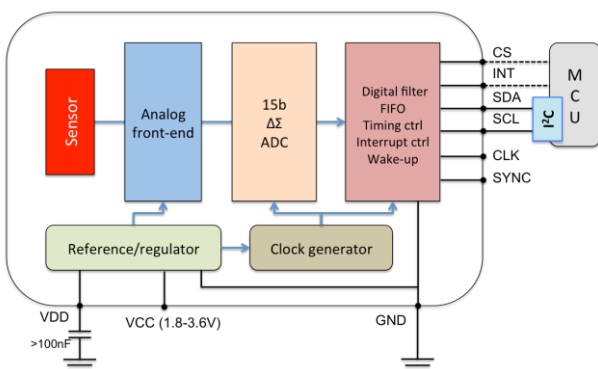 CS
INT
SDA
SCL
CLK
SYNC
M
C
U
I²C
Sensor
Analog
front-end
15b
ΔΣ
ADC
Digital filter
FIFO
Timing ctrl
Interrupt ctrl
Wake-up
Reference/regulator
Clock generator
VDD
VCC (1.8-3.6V)
GND
>100nF